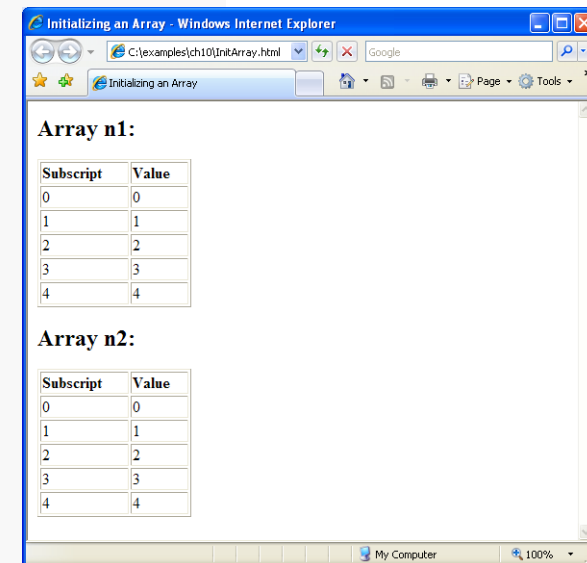 Initializing an Array - Windows Internet Explorer
C:\examples\ch10\InitArray.html
Google
Initializing an Array
Page
Tools
Array n1:
Subscript Value
0 0
1 1
2 2
3 3
4 4
Array n2:
Subscript Value
0 0
1 1
2 2
3 3
4 4
My Computer
100%